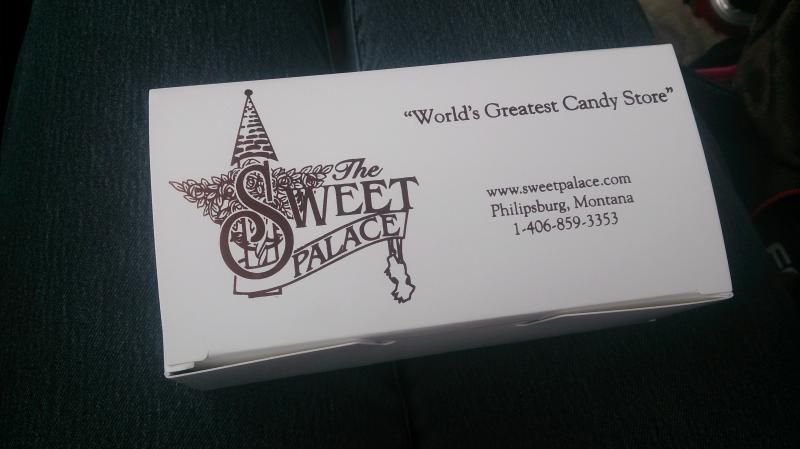 The
SWEET
PALACE
"World's Greatest Candy Store"
www.sweetpalace.com
Philipsburg, Montana
1-406-859-3353